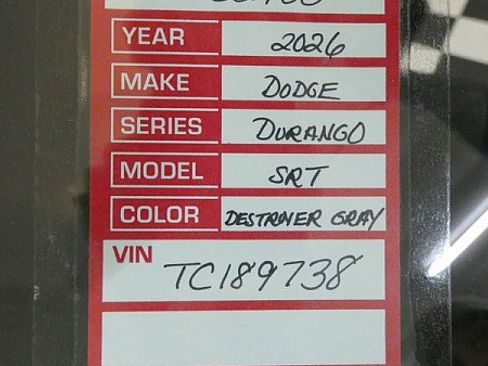 YEAR 2026
MAKE DODGE
SERIES DURANGO
MODEL SRT
COLOR DESTROYER GRAY
VIN
TC189738